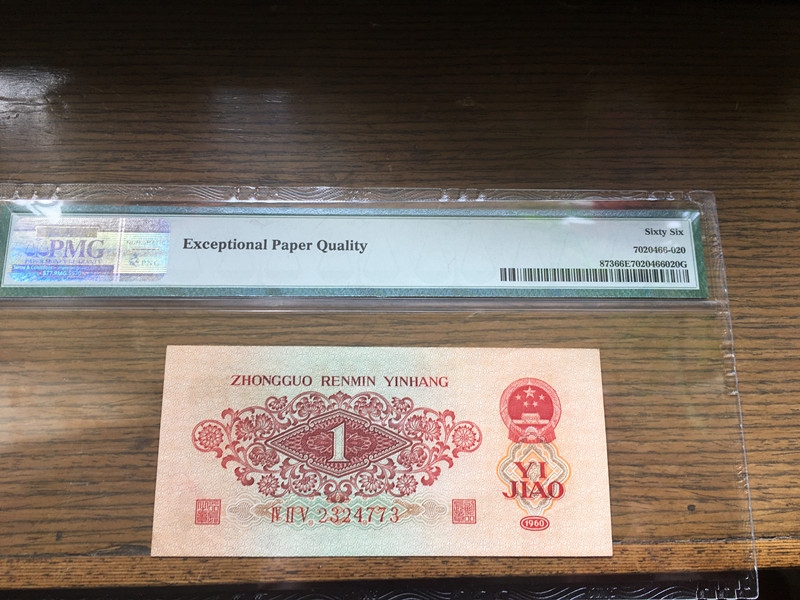 PMG
Exceptional Paper Quality
Sixty Six
7020466-020
87366E7020466020G
ZHONGGUO RENMIN YINHANG
1
YI
JIAO
1960
2324773